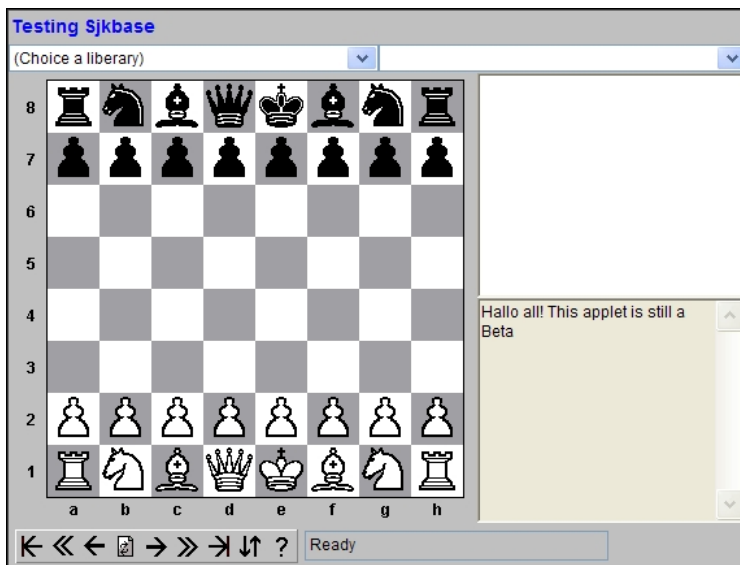 Testing Sjkbase
(Choice a liberary)
8
7
6
5
4
3
2
1
a b c d e f g h
Hallo all! This applet is still a
Beta
?
Ready